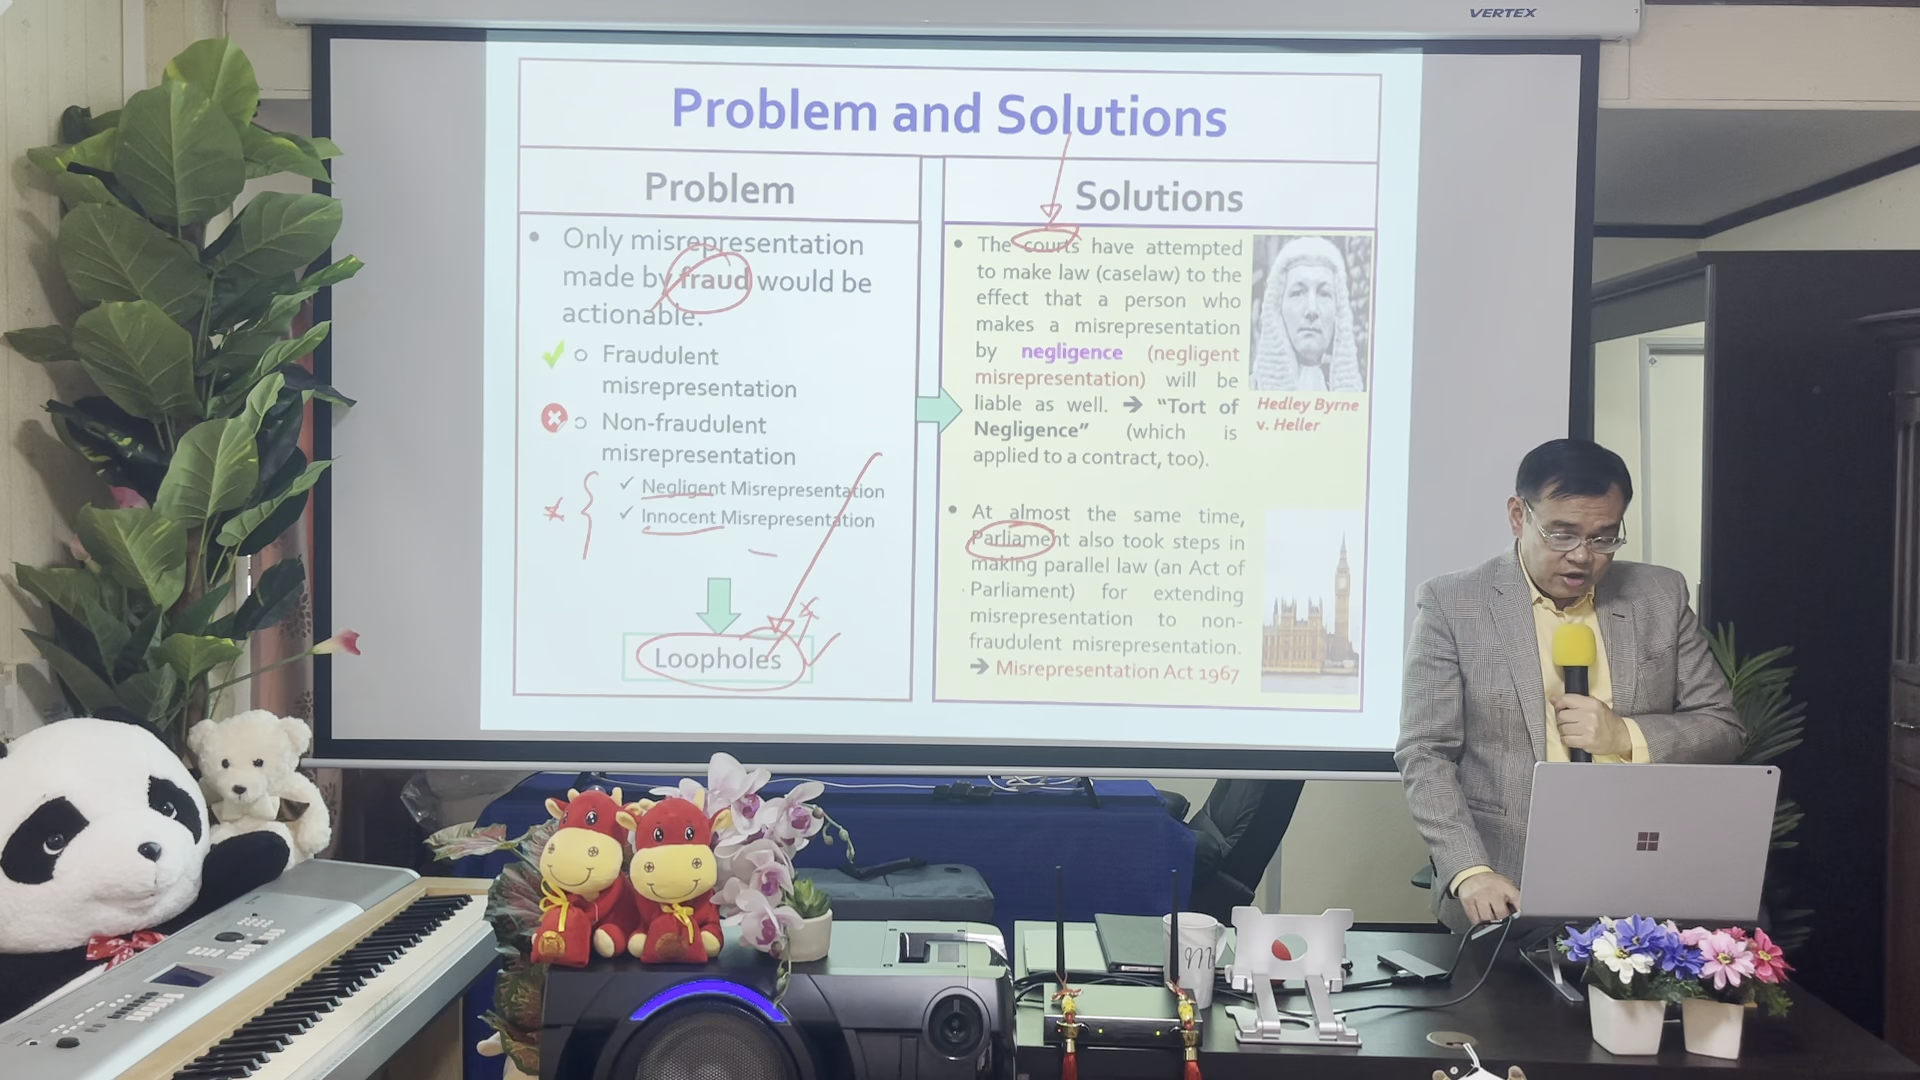 VERTEX
Problem and Solutions
Problem
Only misrepresentation
made by fraud would be
actionable.
Fraudulent
misrepresentation
Non-fraudulent
misrepresentation
Negligent Misrepresentation
Innocent Misrepresentation
Loopholes
Solutions
The courts have attempted
to make law (caselaw) to the
effect that a person who
makes a misrepresentation
by negligence (negligent
misrepresentation) will be
liable as well. → “Tort of
Negligence” (which is
applied to a contract, too).
Hedley Byrne
v. Heller
At almost the same time,
Parliament also took steps in
making parallel law (an Act of
Parliament) for extending
misrepresentation to non-
fraudulent misrepresentation.
→ Misrepresentation Act 1967